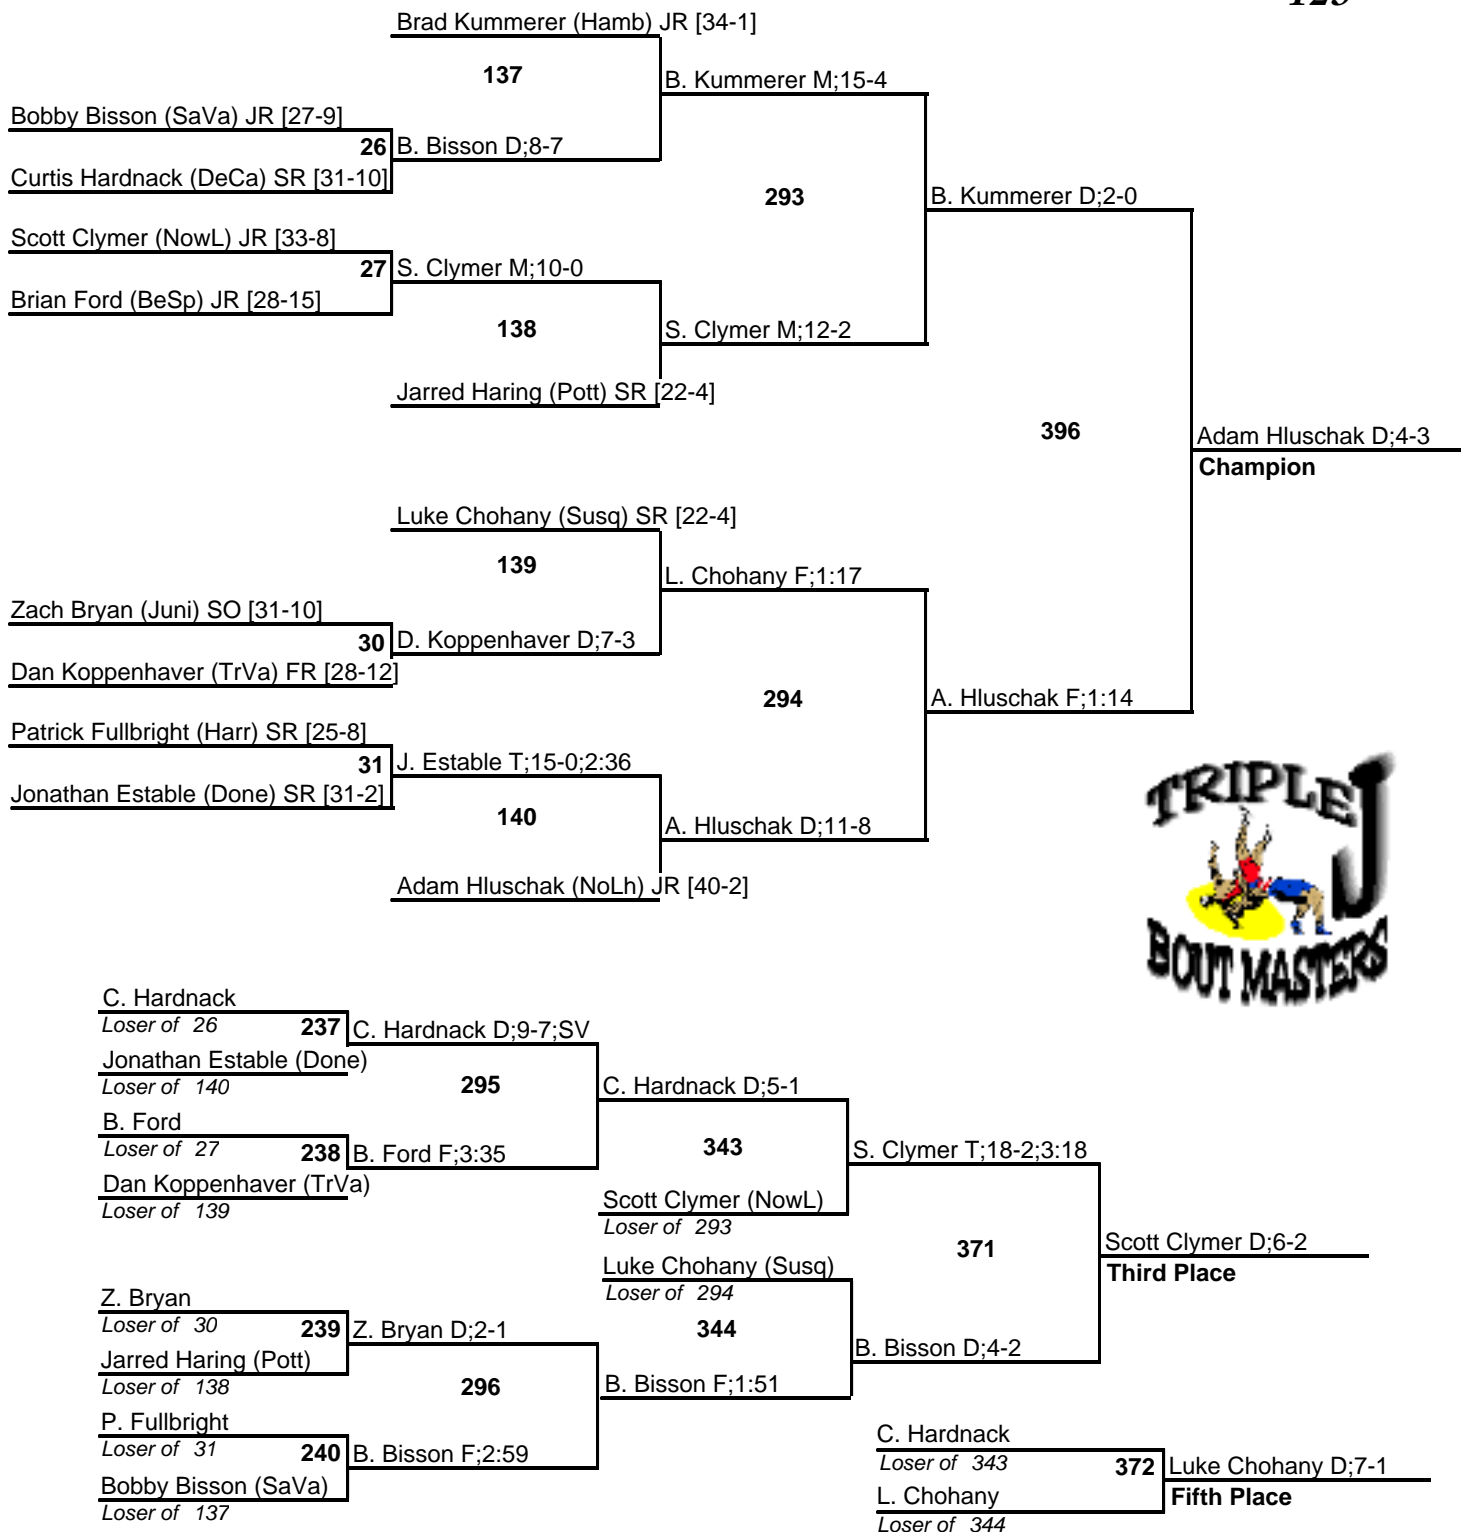 Brad Kummerer (Hamb) JR [34-1]
137
B. Kummerer M;15-4
Bobby Bisson (SaVa) JR [27-9]
26 B. Bisson D;8-7
Curtis Hardnack (DeCa) SR [31-10]
293
B. Kummerer D;2-0
Scott Clymer (NowL) JR [33-8]
27 S. Clymer M;10-0
Brian Ford (BeSp) JR [28-15]
138
S. Clymer M;12-2
Jarred Haring (Pott) SR [22-4]
396
Adam Hluschak D;4-3
Champion
Luke Chohany (Susq) SR [22-4]
139
L. Chohany F;1:17
Zach Bryan (Juni) SO [31-10]
30 D. Koppenhaver D;7-3
Dan Koppenhaver (TrVa) FR [28-12]
294
A. Hluschak F;1:14
Patrick Fullbright (Harr) SR [25-8]
31 J. Estable T;15-0;2:36
Jonathan Estable (Done) SR [31-2]
140
A. Hluschak D;11-8
Adam Hluschak (NoLh) JR [40-2]
TRIPLE J
BOUT MASTERS
C. Hardnack
Loser of 26
237 C. Hardnack D;9-7;SV
Jonathan Estable (Done)
Loser of 140
295
C. Hardnack D;5-1
B. Ford
Loser of 27
238 B. Ford F;3:35
Dan Koppenhaver (TrVa)
Loser of 139
343
S. Clymer T;18-2;3:18
Scott Clymer (NowL)
Loser of 293
371
Scott Clymer D;6-2
Third Place
Luke Chohany (Susq)
Loser of 294
344
B. Bisson D;4-2
Z. Bryan
Loser of 30
239 Z. Bryan D;2-1
Jarred Haring (Pott)
Loser of 138
296
B. Bisson F;1:51
P. Fullbright
Loser of 31
240 B. Bisson F;2:59
Bobby Bisson (SaVa)
Loser of 137
C. Hardnack
Loser of 343
372 Luke Chohany D;7-1
Fifth Place
L. Chohany
Loser of 344